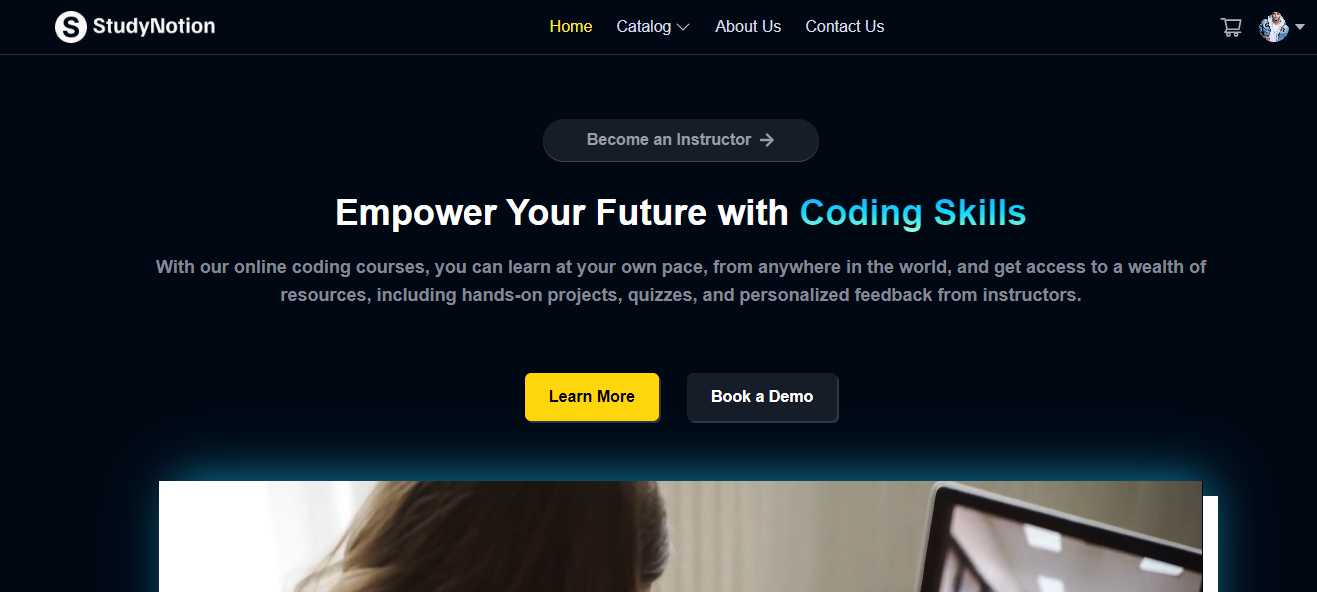 StudyNotion
Home Catalog About Us Contact Us
Become an Instructor
Empower Your Future with Coding Skills
With our online coding courses, you can learn at your own pace, from anywhere in the world, and get access to a wealth of
resources, including hands-on projects, quizzes, and personalized feedback from instructors.
Learn More Book a Demo